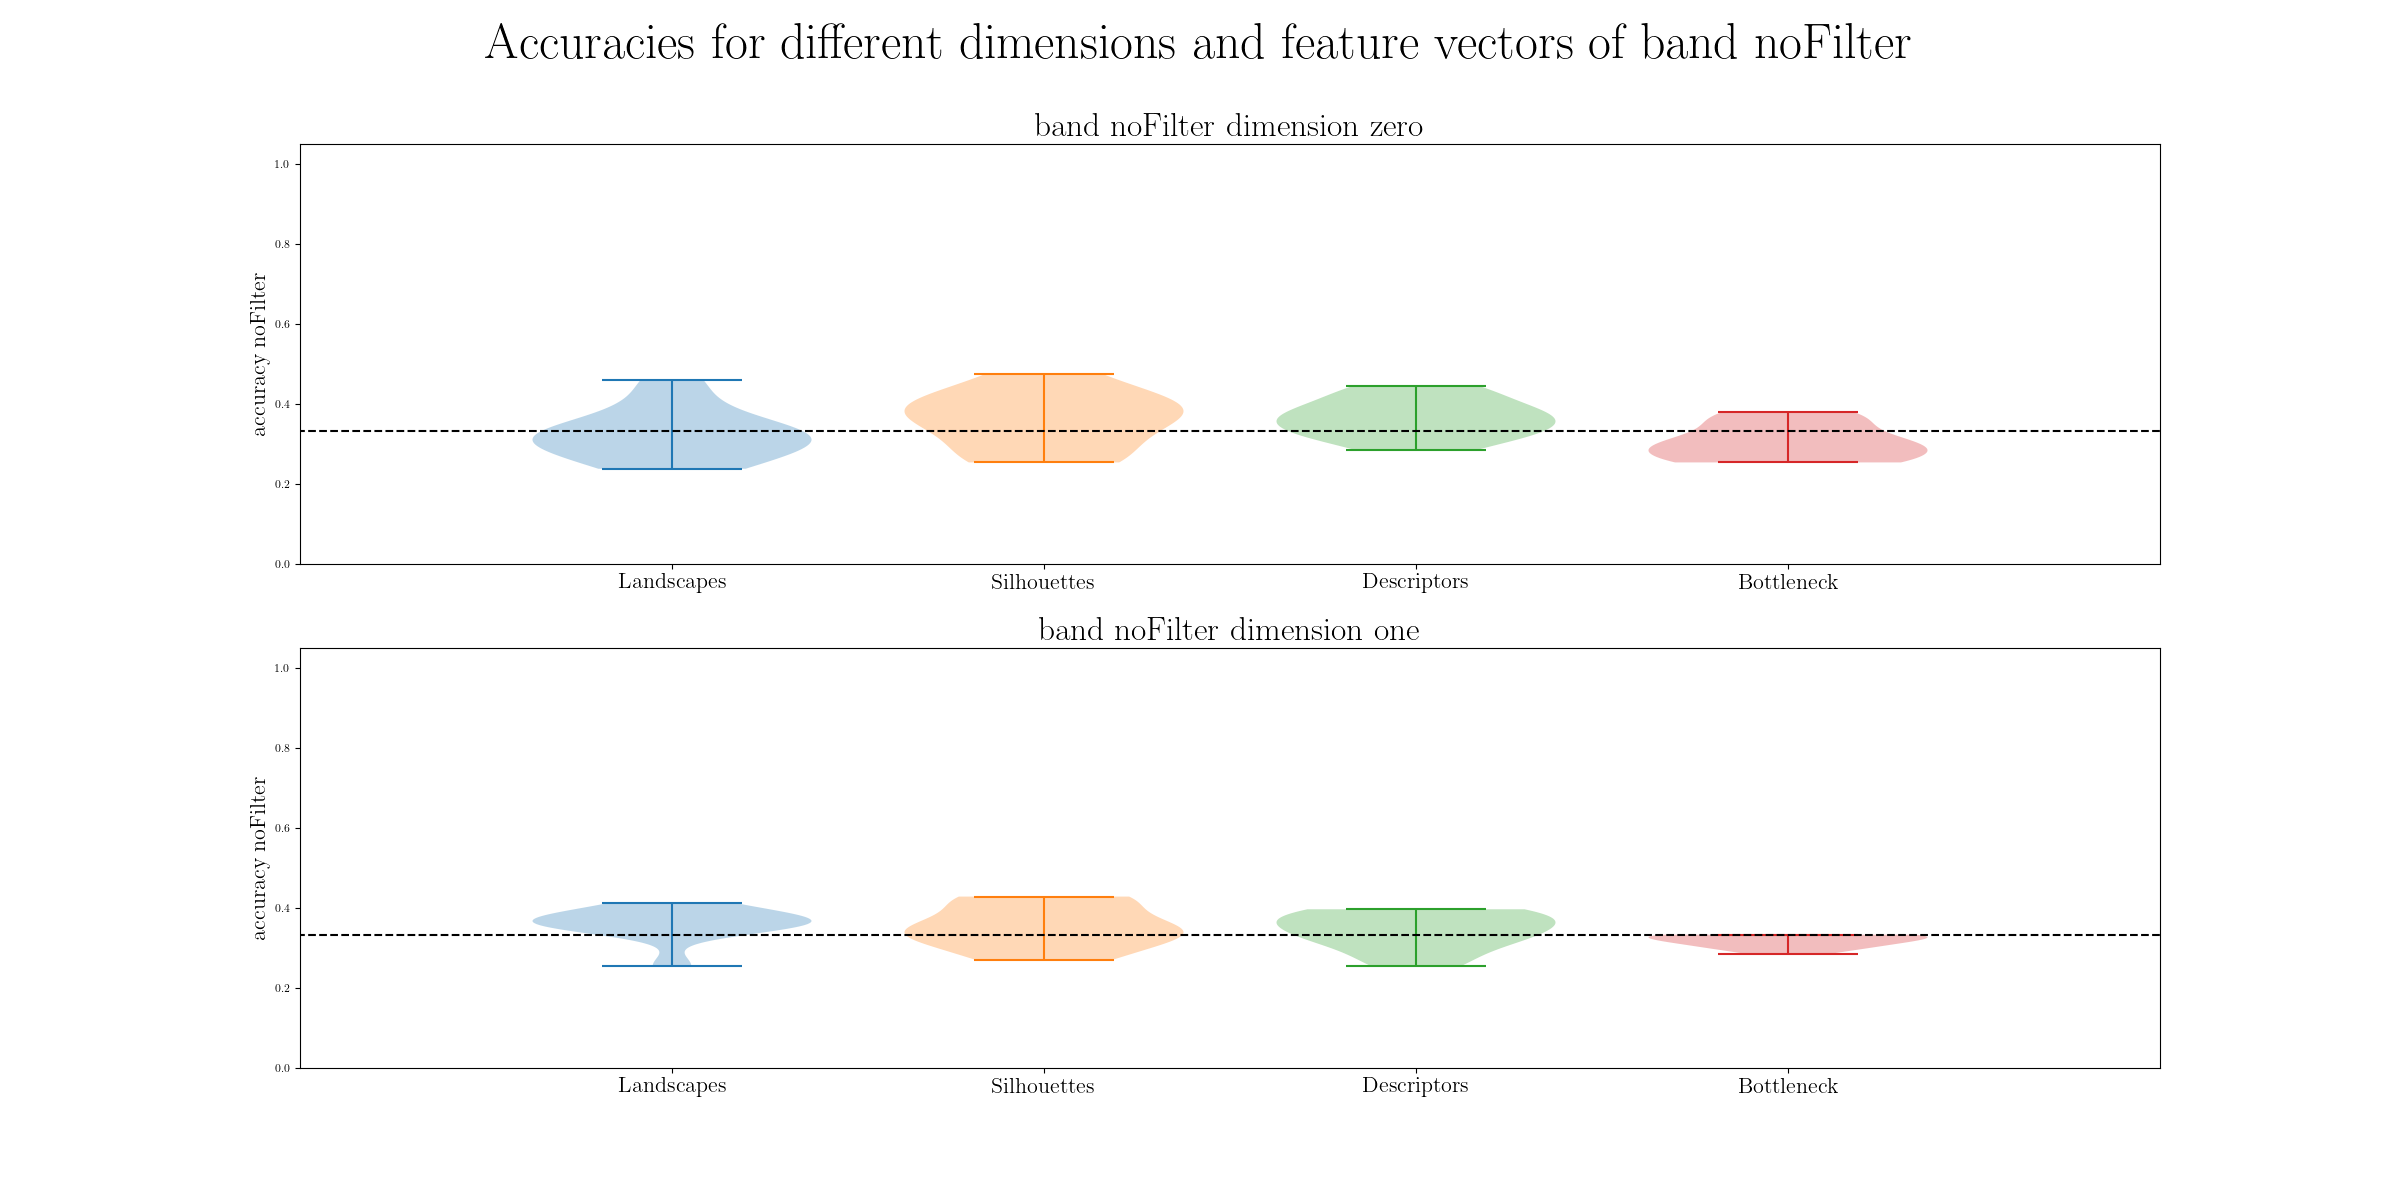 Accuracies for different dimensions and feature vectors of band noFilter
band noFilter dimension zero
accuracy noFilter
1.0
0.8
0.6
0.4
0.2
0.0
Landscapes
Silhouettes
Descriptors
Bottleneck
band noFilter dimension one
accuracy noFilter
1.0
0.8
0.6
0.4
0.2
0.0
Landscapes
Silhouettes
Descriptors
Bottleneck